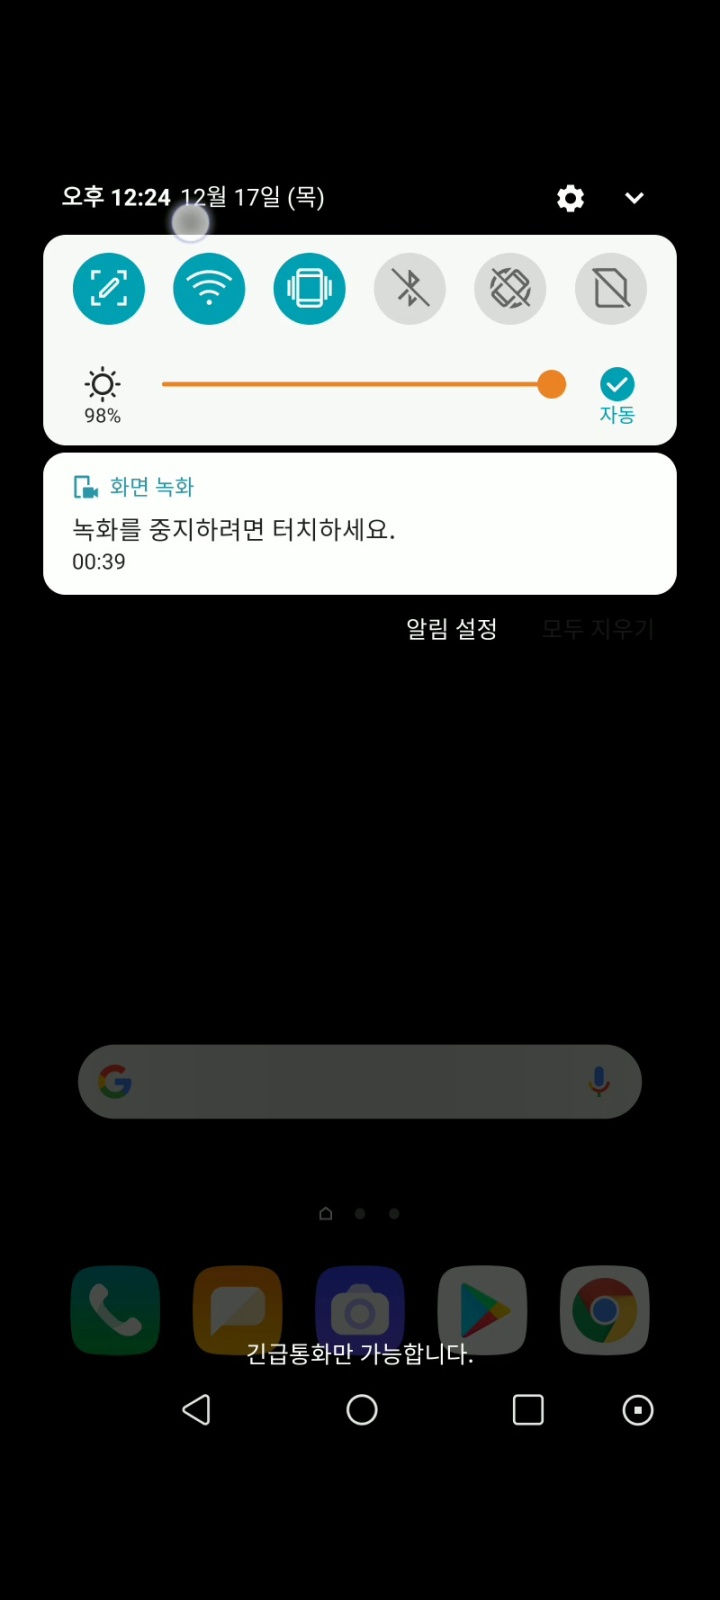 오후 12:24 12월 17일 (목)
98%
자동
화면 녹화
녹화를 중지하려면 터치하세요.
00:39
알림 설정 모두 지우기
긴급통화만 가능합니다.